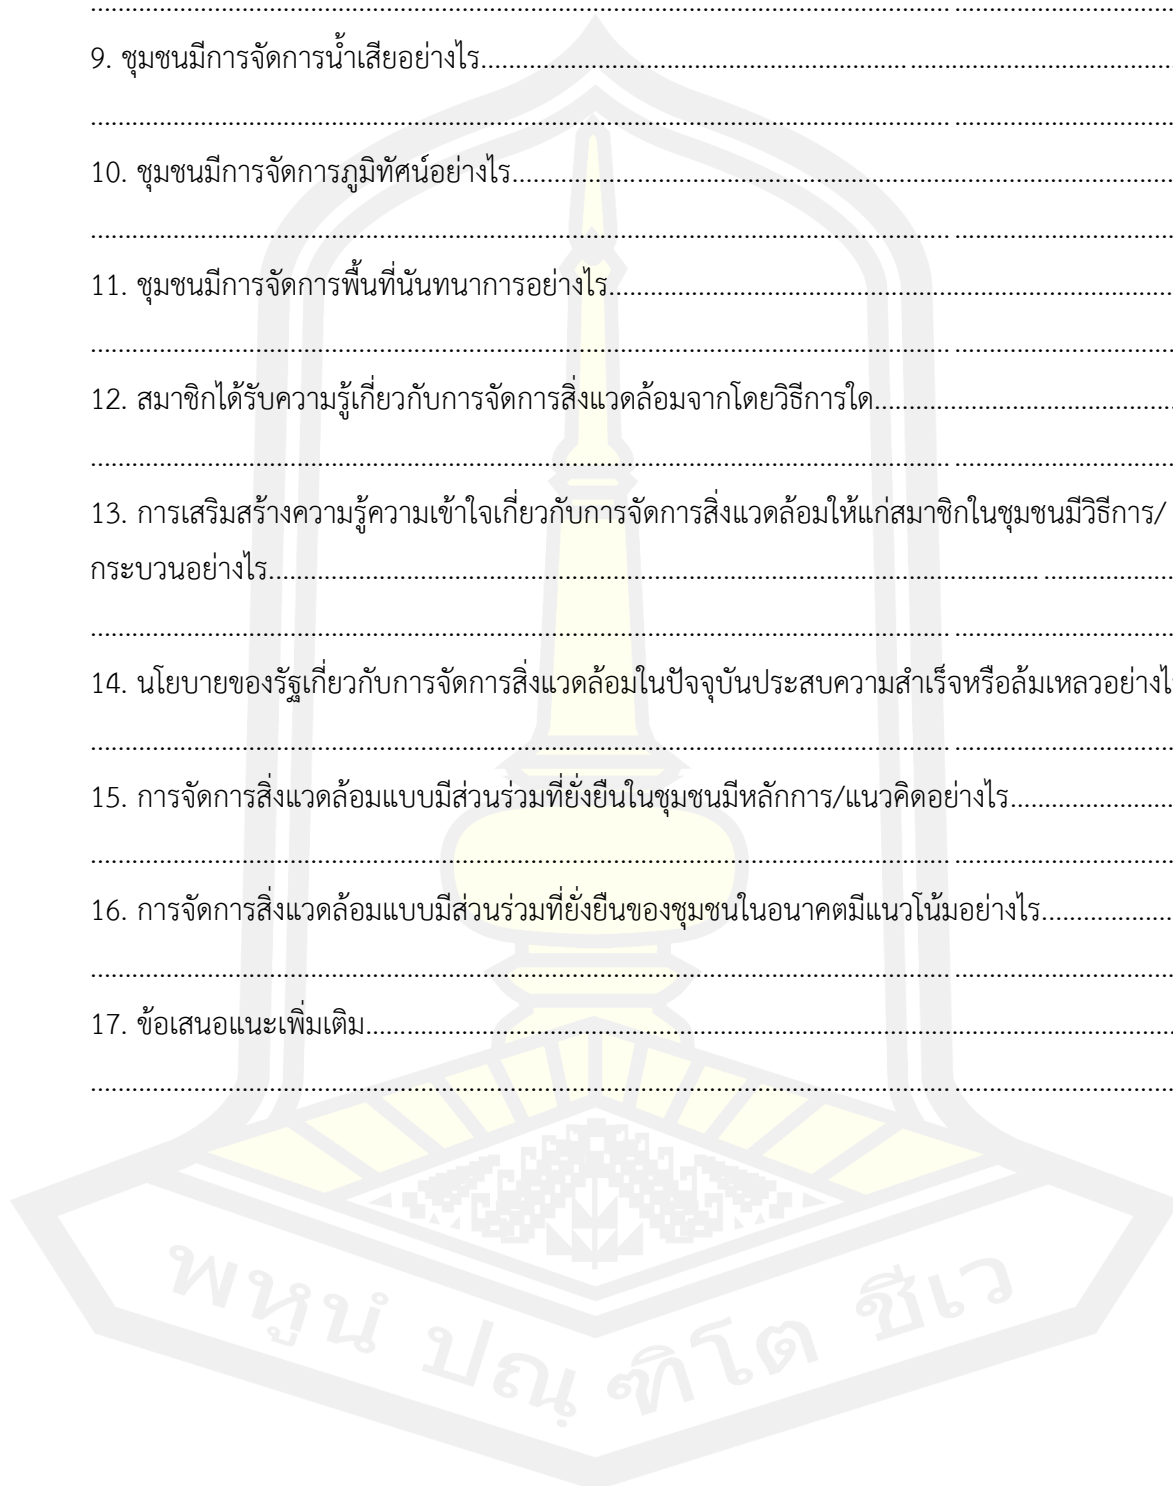 ........................................................................................................................................................
9. ชุมชนมีการจัดการน้ำเสียอย่างไร....................................................................................................
........................................................................................................................................................
10. ชุมชนมีการจัดการภูมิทัศน์อย่างไร................................................................................................
........................................................................................................................................................
11. ชุมชนมีการจัดการพื้นที่นันทนาการอย่างไร..................................................................................
........................................................................................................................................................
12. สมาชิกได้รับความรู้เกี่ยวกับการจัดการสิ่งแวดล้อมจากโดยวิธีการใด...........................................
........................................................................................................................................................
13. การเสริมสร้างความรู้ความเข้าใจเกี่ยวกับการจัดการสิ่งแวดล้อมให้แก่สมาชิกในชุมชนมีวิธีการ/
กระบวนอย่างไร..............................................................................................................................
........................................................................................................................................................
14. นโยบายของรัฐเกี่ยวกับการจัดการสิ่งแวดล้อมในปัจจุบันประสบความสำเร็จหรือล้มเหลวอย่างไ
........................................................................................................................................................
15. การจัดการสิ่งแวดล้อมแบบมีส่วนร่วมที่ยั่งยืนในชุมชนมีหลักการ/แนวคิดอย่างไร.......................
........................................................................................................................................................
16. การจัดการสิ่งแวดล้อมแบบมีส่วนร่วมที่ยั่งยืนของชุมชนในอนาคตมีแนวโน้มอย่างไร..................
........................................................................................................................................................
17. ข้อเสนอแนะเพิ่มเติม....................................................................................................................
........................................................................................................................................................
พหูนํ ปณฺฑิโต ชีเว